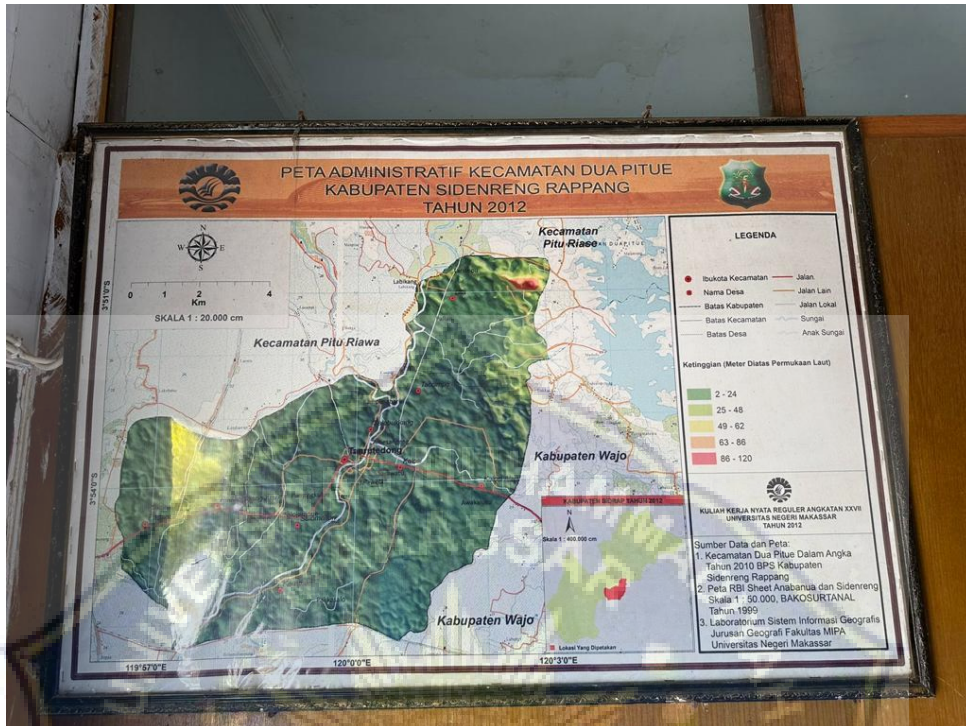 PETA ADMINISTRATIF KECAMATAN DUA PITUE
KABUPATEN SIDENRENG RAPPANG
TAHUN 2012
N
W E
S
0 1 2 4
Km
SKALA 1 : 20.000 cm
Kecamatan
Pitu Riase
Kecamatan Pitu Riawa
Kabupaten Wajo
Kabupaten Wajo
3°51'0"S
3°54'0"S
119°57'0"E
120°0'0"E
120°3'0"E
KABUPATEN SIDRAP TAHUN 2012
N
Skala 1 : 400.000 cm
Lokasi Yang Dipetakan
LEGENDA
Ibukota Kecamatan
Nama Desa
Batas Kabupaten
Batas Kecamatan
Batas Desa
Jalan
Jalan Lain
Jalan Lokal
Sungai
Anak Sungai
Ketinggian (Meter Diatas Permukaan Laut)
2 - 24
25 - 48
49 - 62
63 - 86
86 - 120
KULIAH KERJA NYATA REGULER ANGKATAN XXVII
UNIVERSITAS NEGERI MAKASSAR
TAHUN 2012
Sumber Data dan Peta:
1. Kecamatan Dua Pitue Dalam Angka
Tahun 2010 BPS Kabupaten
Sidenreng Rappang
2. Peta RBI Sheet Anabanua dan Sidenreng
Skala 1 : 50.000, BAKOSURTANAL
Tahun 1999
3. Laboratorium Sistem Informasi Geografis
Jurusan Geografi Fakultas MIPA
Universitas Negeri Makassar